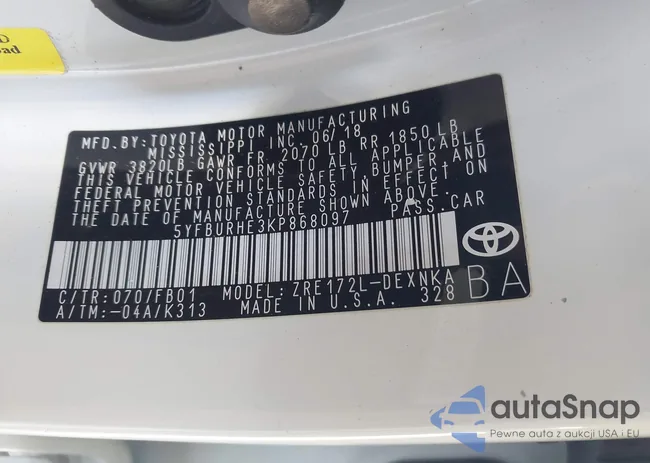 MFD. BY: TOYOTA MOTOR MANUFACTURING
MISSISSIPPI INC. 06/18
GVWR 3820LB GAWR FR. 2070 LB RR 1850 LB
THIS VEHICLE CONFORMS TO ALL APPLICABLE
FEDERAL MOTOR VEHICLE SAFETY, BUMPER, AND
THEFT PREVENTION STANDARDS IN EFFECT ON
THE DATE OF MANUFACTURE SHOWN ABOVE.
5YFBURHE3KP868097 PASS. CAR
C/TR: 070/FB01 MODEL: ZRE172L-DEXNKA
A/TM: -04A/K313 MADE IN U.S.A. 328
BA
autaSnap
Pewne auta z aukcji USA i EU